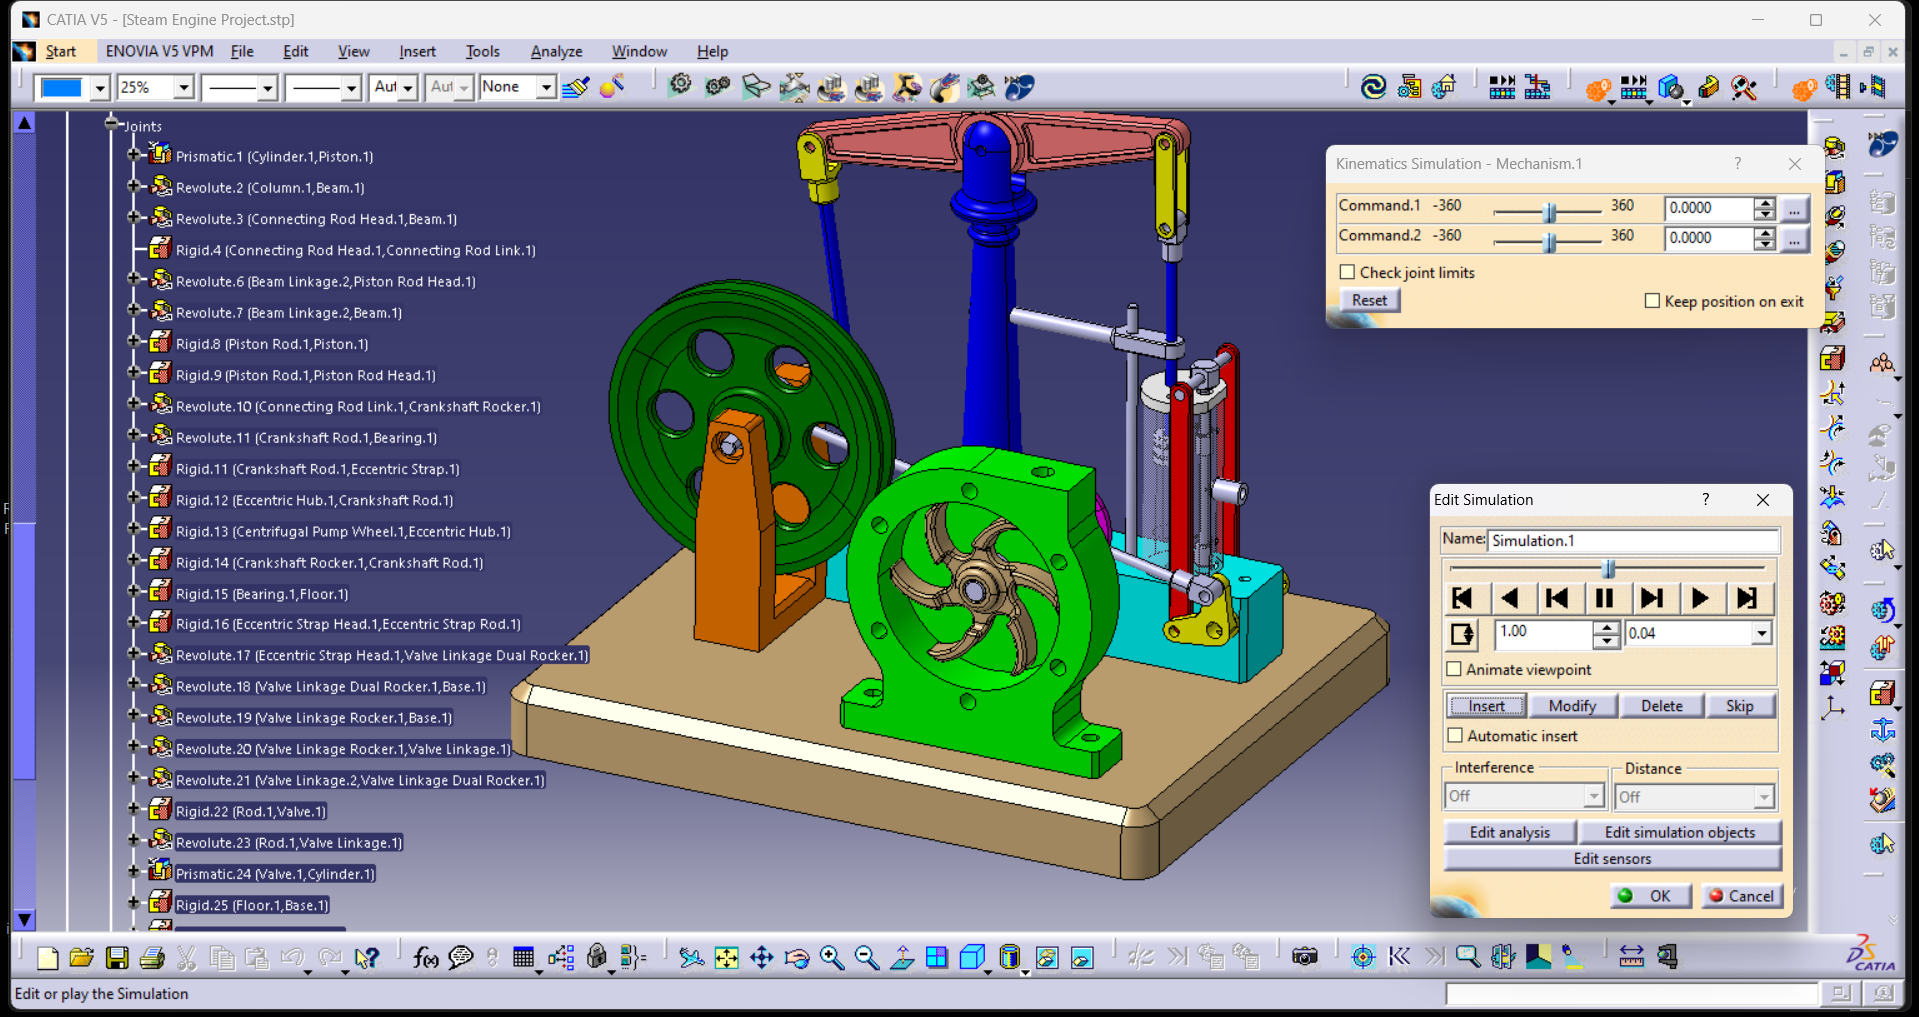 CATIA V5 - [Steam Engine Project.stp]
Start ENOVIA V5 VPM File Edit View Insert Tools Analyze Window Help
25% Aut Aut None
Joints
Prismatic.1 (Cylinder.1,Piston.1)
Revolute.2 (Column.1,Beam.1)
Revolute.3 (Connecting Rod Head.1,Beam.1)
Rigid.4 (Connecting Rod Head.1,Connecting Rod Link.1)
Revolute.6 (Beam Linkage.2,Piston Rod Head.1)
Revolute.7 (Beam Linkage.2,Beam.1)
Rigid.8 (Piston Rod.1,Piston.1)
Rigid.9 (Piston Rod.1,Piston Rod Head.1)
Revolute.10 (Connecting Rod Link.1,Crankshaft Rocker.1)
Revolute.11 (Crankshaft Rod.1,Bearing.1)
Rigid.11 (Crankshaft Rod.1,Eccentric Strap.1)
Rigid.12 (Eccentric Hub.1,Crankshaft Rod.1)
Rigid.13 (Centrifugal Pump Wheel.1,Eccentric Hub.1)
Rigid.14 (Crankshaft Rocker.1,Crankshaft Rod.1)
Rigid.15 (Bearing.1,Floor.1)
Rigid.16 (Eccentric Strap Head.1,Eccentric Strap Rod.1)
Revolute.17 (Eccentric Strap Head.1,Valve Linkage Dual Rocker.1)
Revolute.18 (Valve Linkage Dual Rocker.1,Base.1)
Revolute.19 (Valve Linkage Rocker.1,Base.1)
Revolute.20 (Valve Linkage Rocker.1,Valve Linkage.1)
Revolute.21 (Valve Linkage.2,Valve Linkage Dual Rocker.1)
Rigid.22 (Rod.1,Valve.1)
Revolute.23 (Rod.1,Valve Linkage.1)
Prismatic.24 (Valve.1,Cylinder.1)
Rigid.25 (Floor.1,Base.1)
Kinematics Simulation - Mechanism.1 ?
Command.1 -360 360 0.0000 ...
Command.2 -360 360 0.0000 ...
Check joint limits
Reset Keep position on exit
Edit Simulation ?
Name: Simulation.1
1.00 0.04
Animate viewpoint
Insert Modify Delete Skip
Automatic insert
Interference Distance
Off Off
Edit analysis Edit simulation objects
Edit sensors
OK Cancel
f(x)
CATIA
Edit or play the Simulation